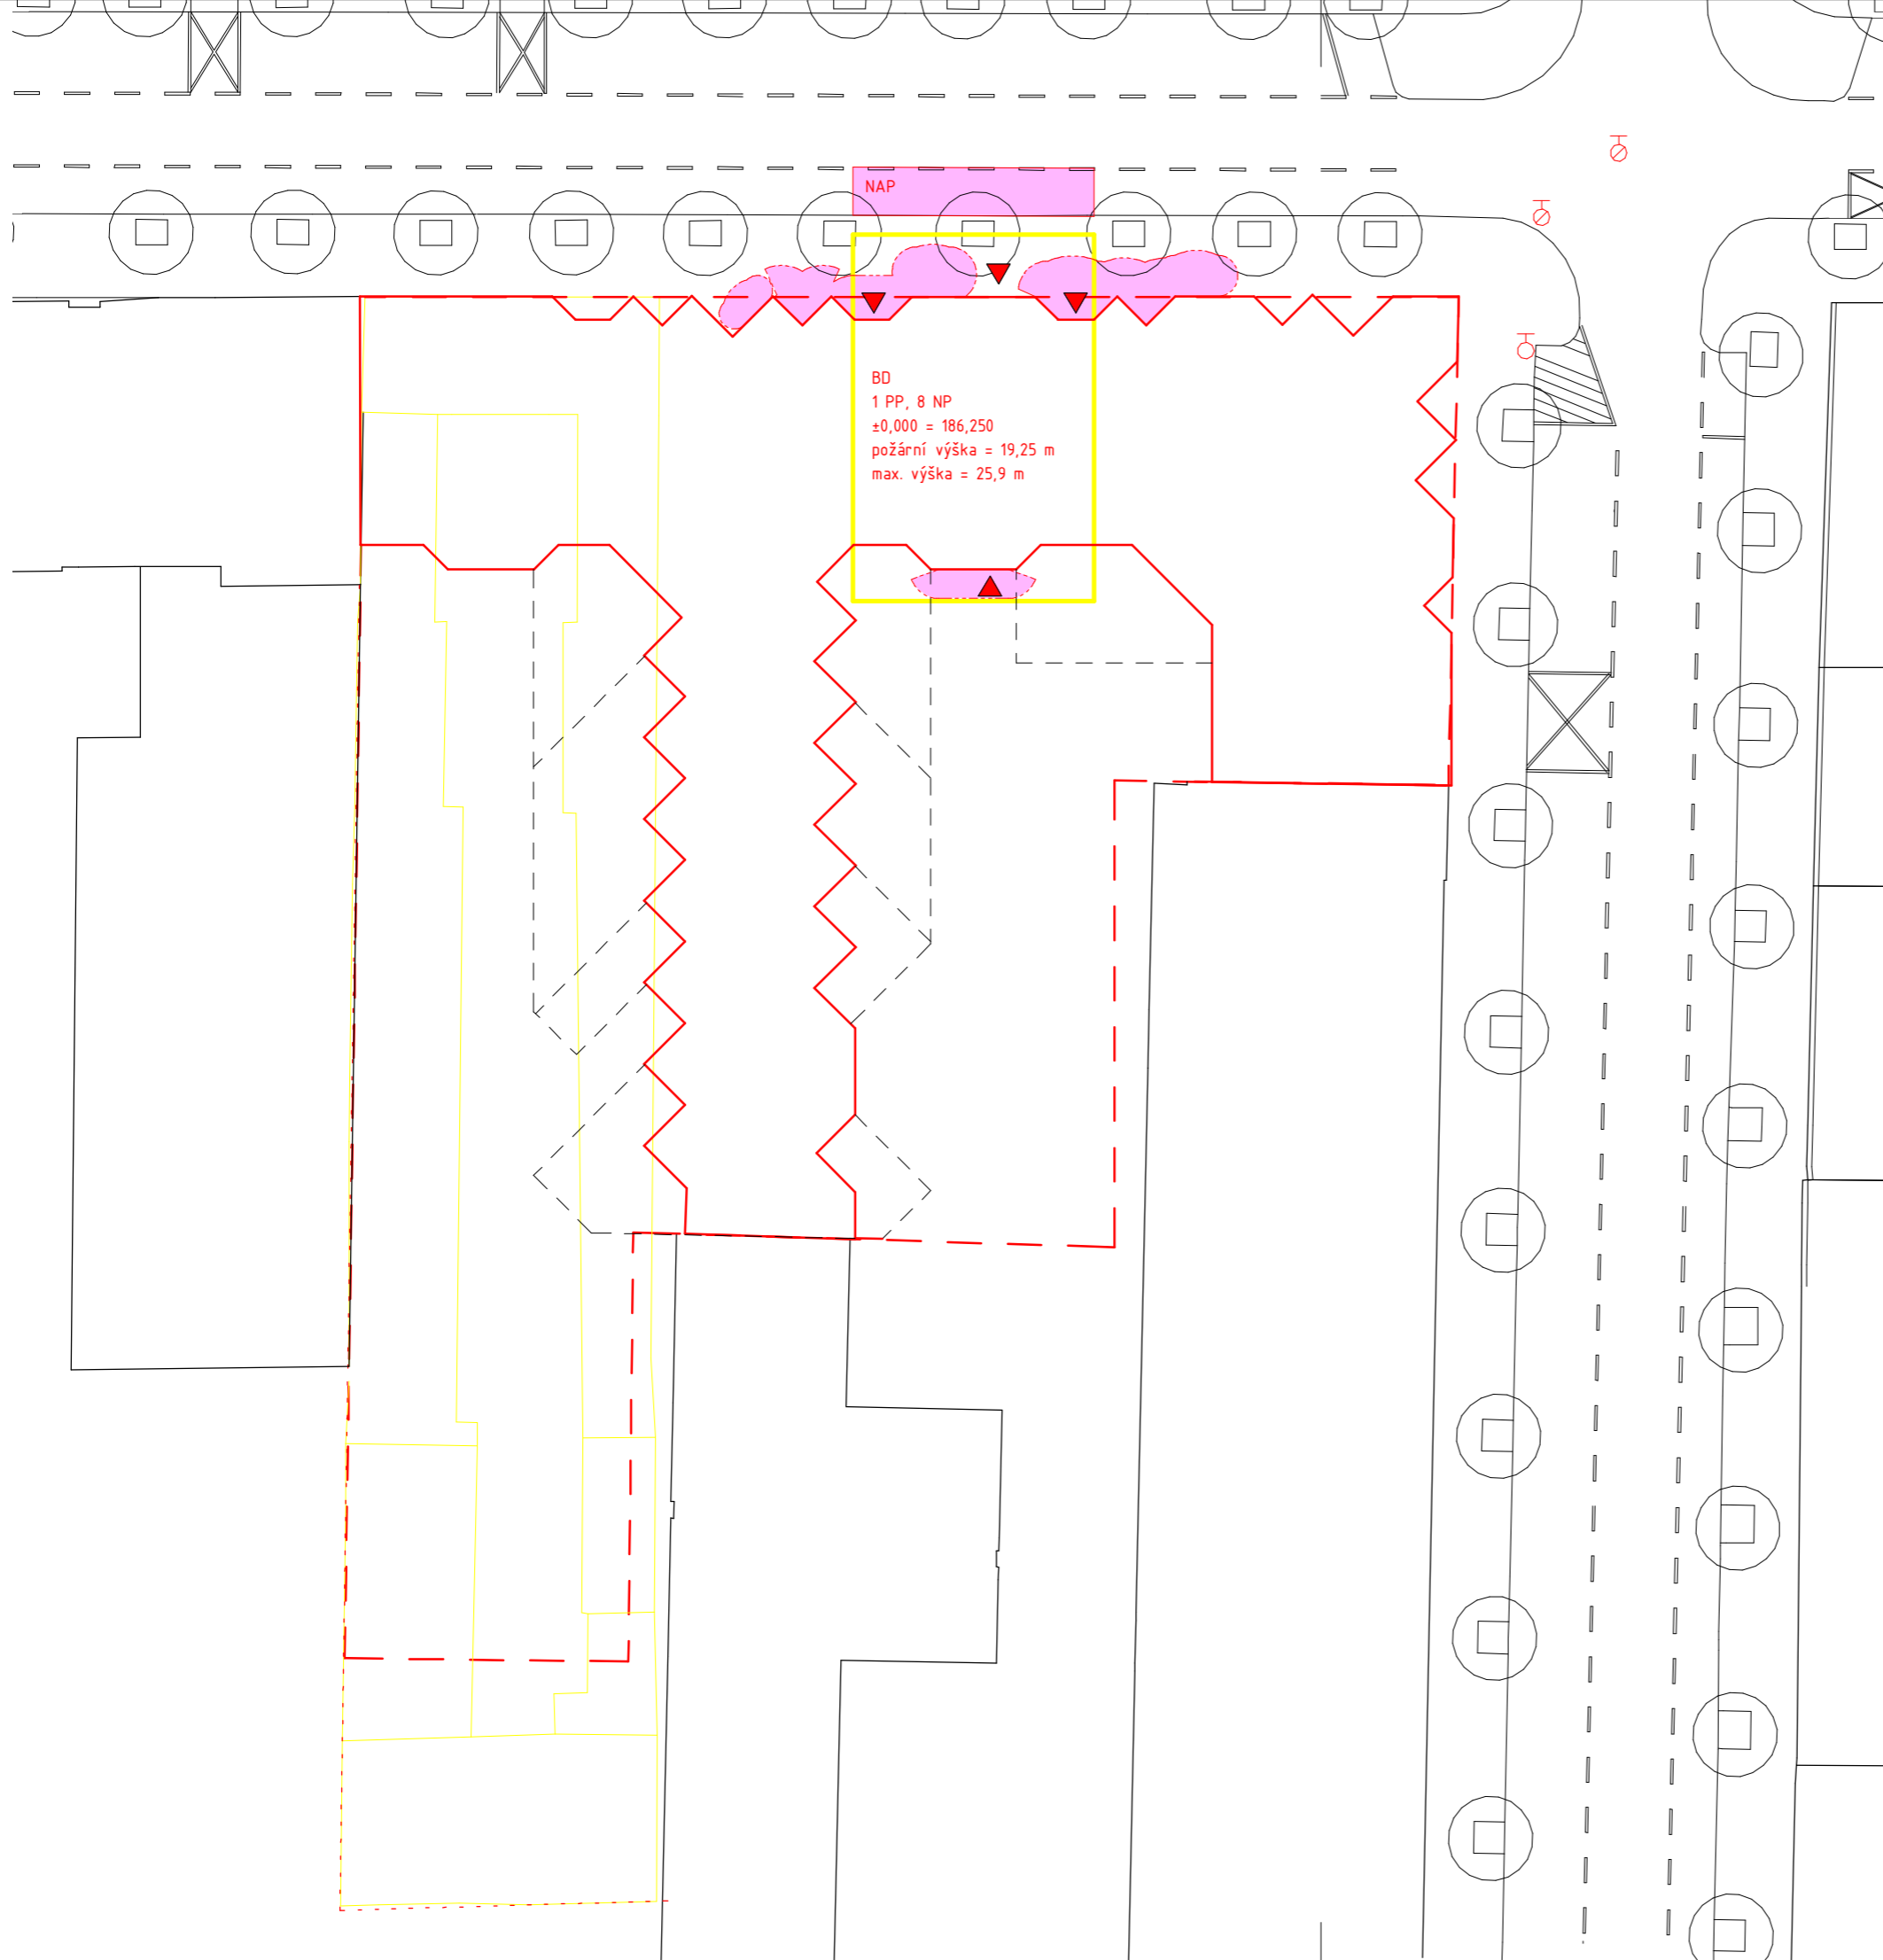 NAP
BD
1 PP, 8 NP
±0,000 = 186,250
požární výška = 19,25 m
max. výška = 25,9 m